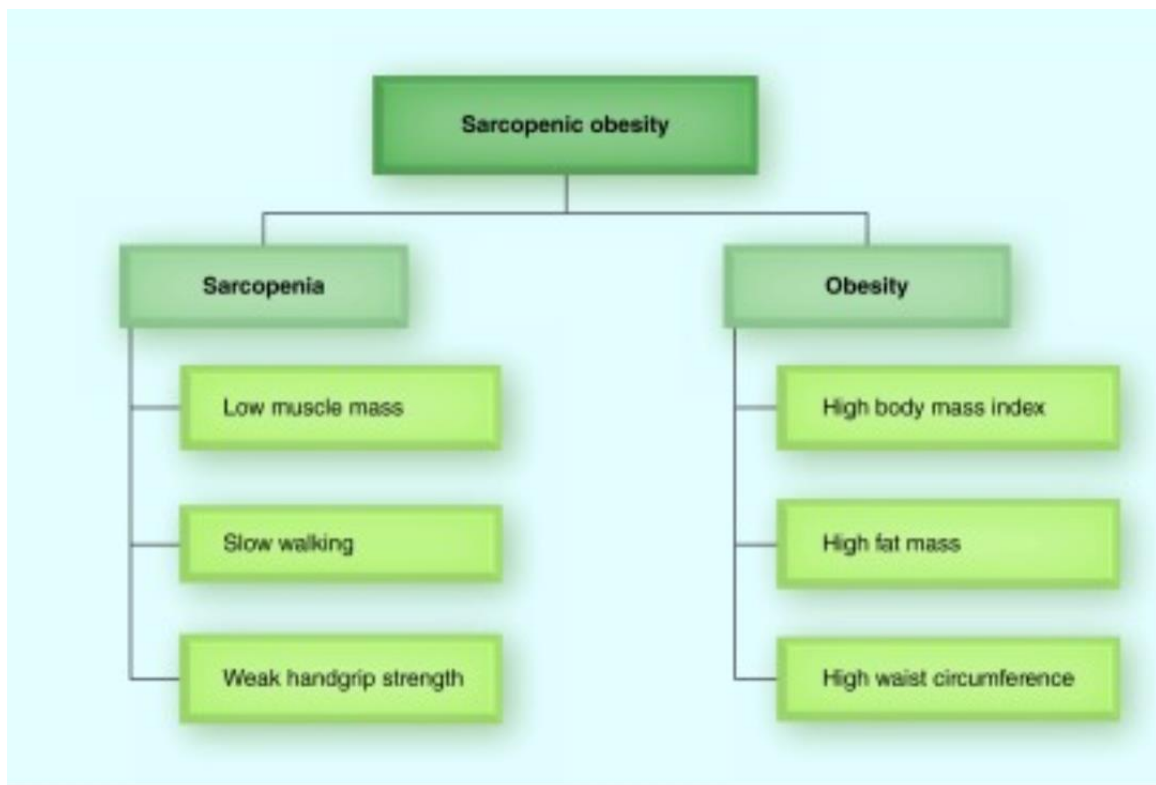 Sarcopenic obesity
Sarcopenia
Low muscle mass
Slow walking
Weak handgrip strength
Obesity
High body mass index
High fat mass
High waist circumference